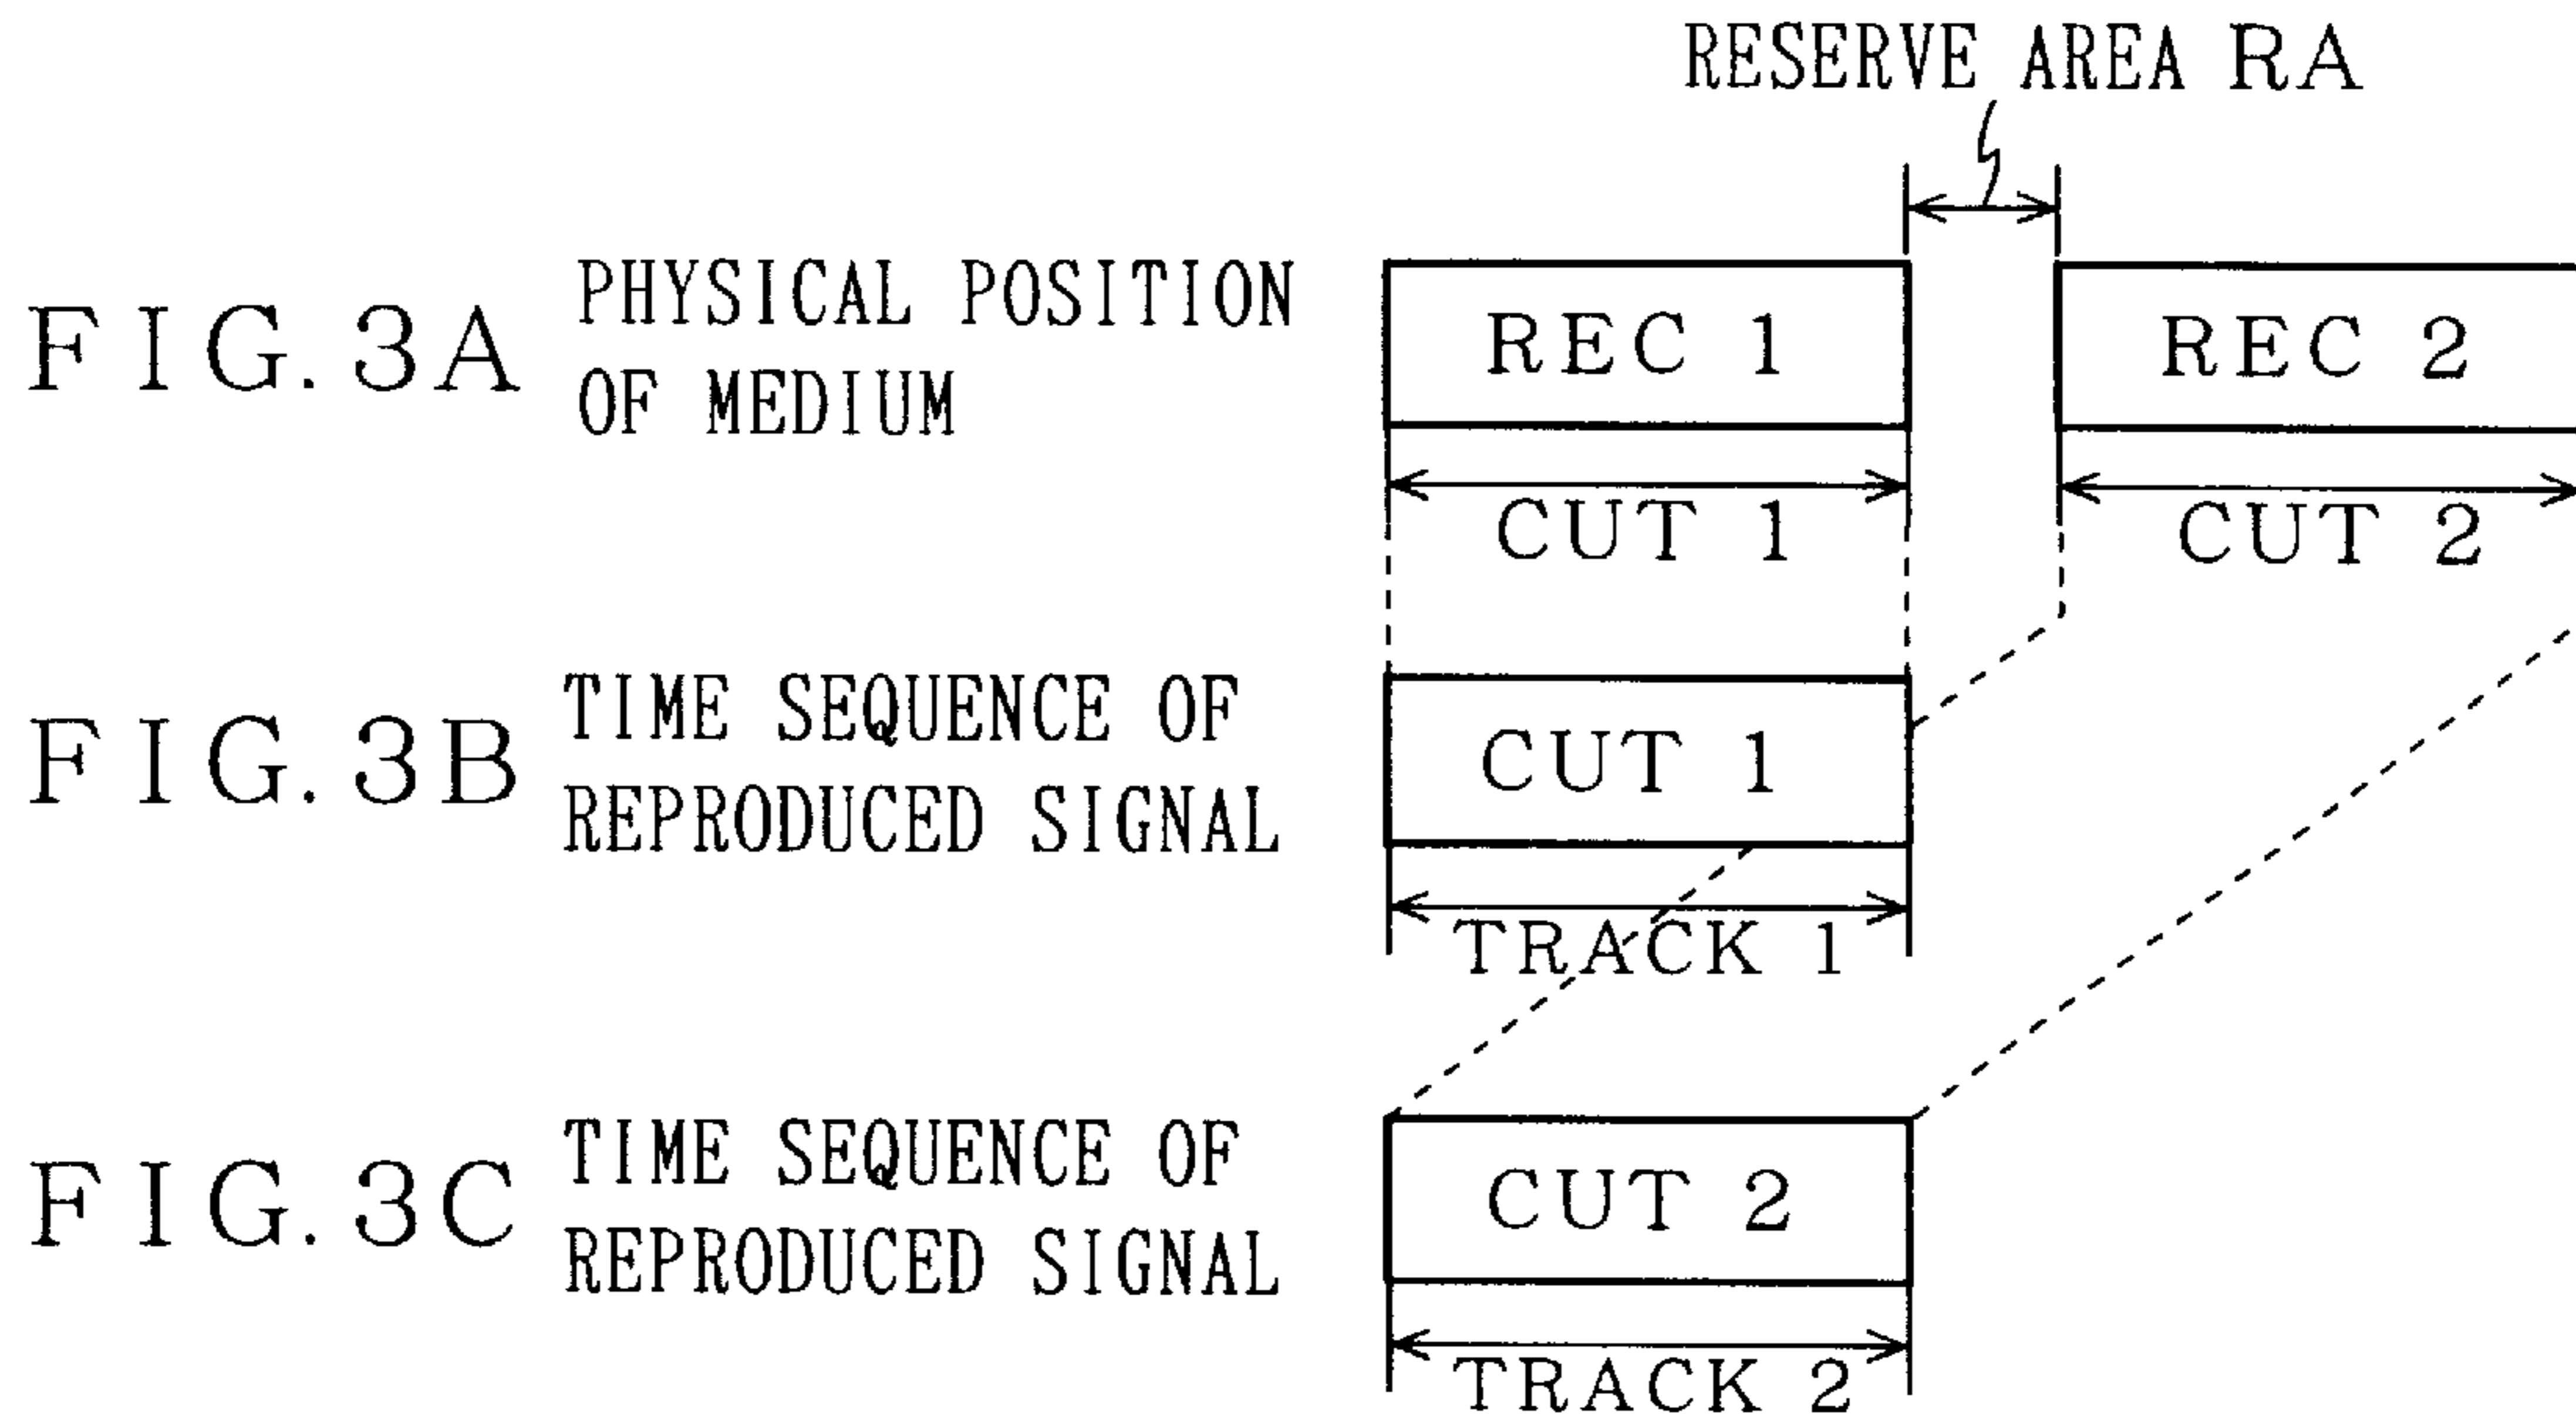 RESERVE AREA RA
FIG.3A
PHYSICAL POSITION
OF MEDIUM
REC 1
REC 2
CUT 1
CUT 2
FIG.3B
TIME SEQUENCE OF
REPRODUCED SIGNAL
CUT 1
TRACK 1
FIG.3C
TIME SEQUENCE OF
REPRODUCED SIGNAL
CUT 2
TRACK 2